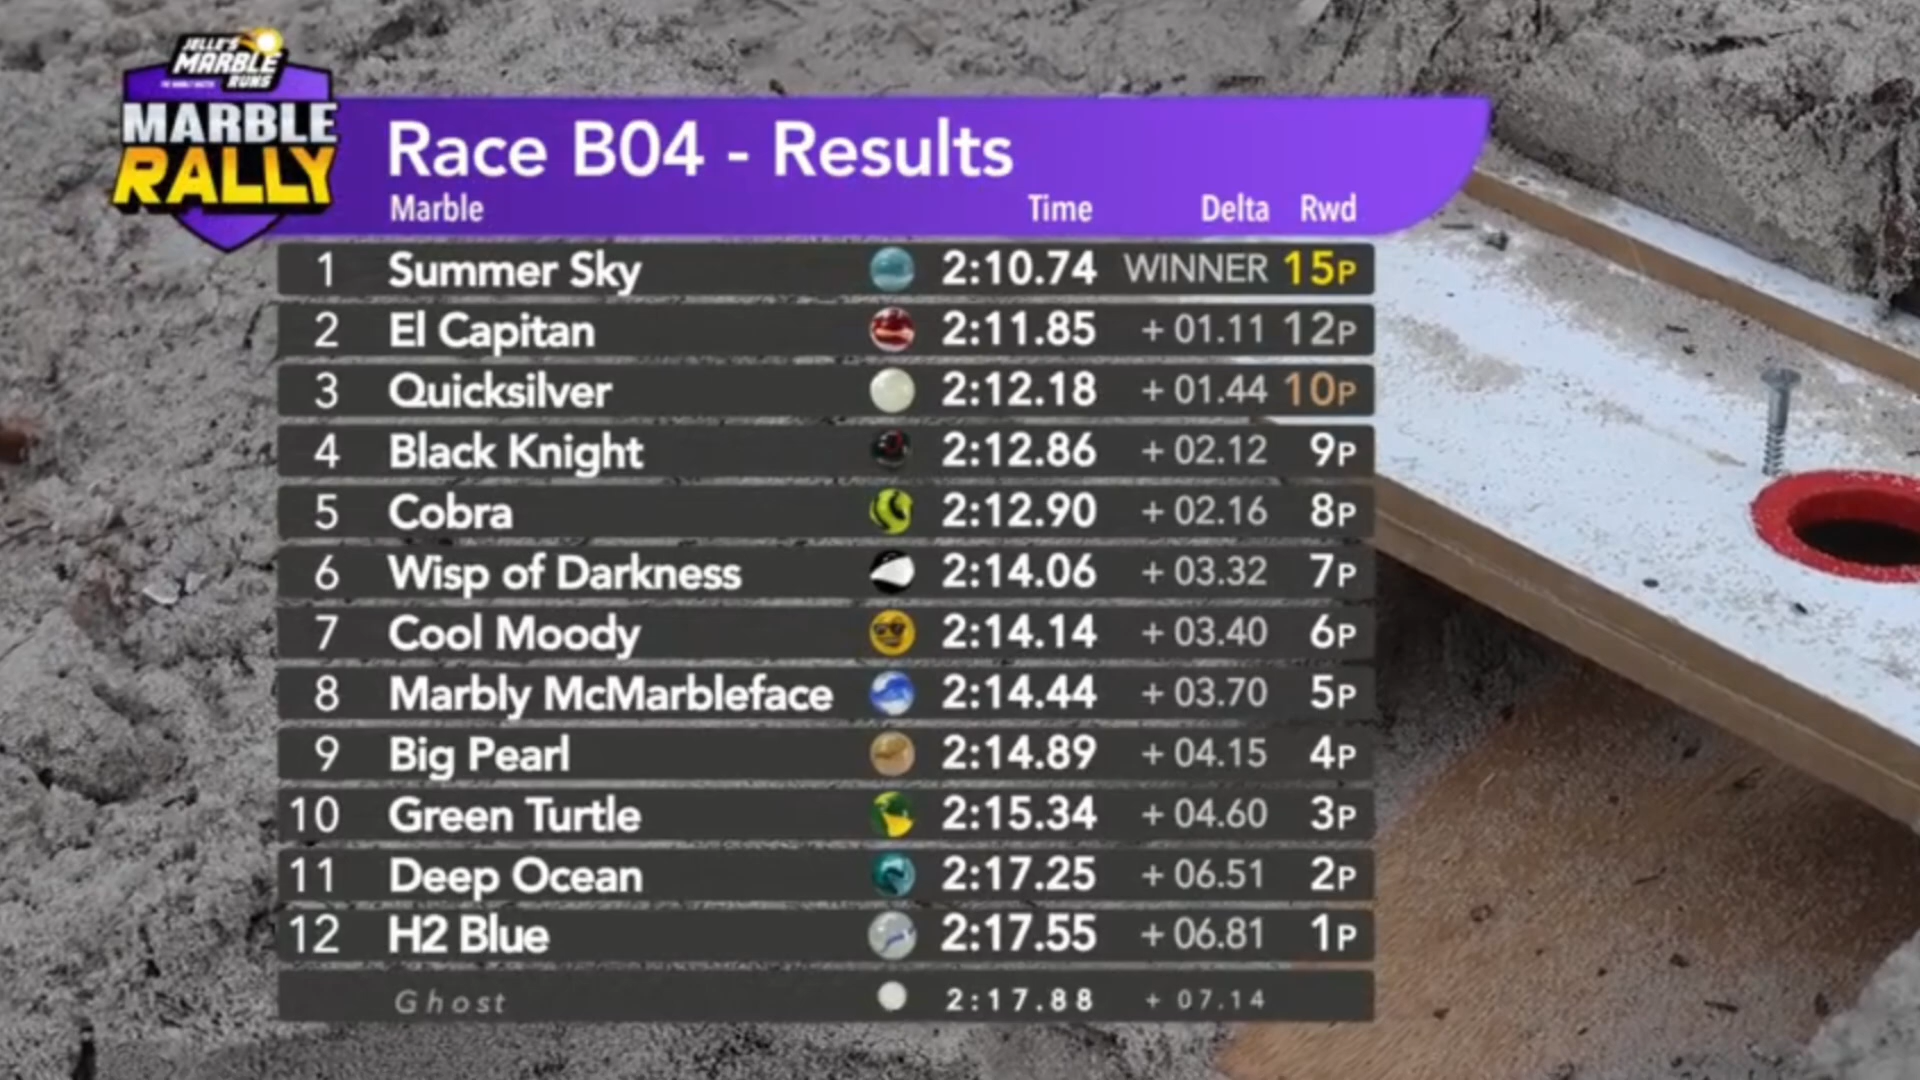 JELLE'S
MARBLE
RUNS
MARBLE
RALLY
Race B04 - Results
Marble Time Delta Rwd
1 Summer Sky 2:10.74 WINNER 15P
2 El Capitan 2:11.85 + 01.11 12P
3 Quicksilver 2:12.18 + 01.44 10P
4 Black Knight 2:12.86 + 02.12 9P
5 Cobra 2:12.90 + 02.16 8P
6 Wisp of Darkness 2:14.06 + 03.32 7P
7 Cool Moody 2:14.14 + 03.40 6P
8 Marbly McMarbleface 2:14.44 + 03.70 5P
9 Big Pearl 2:14.89 + 04.15 4P
10 Green Turtle 2:15.34 + 04.60 3P
11 Deep Ocean 2:17.25 + 06.51 2P
12 H2 Blue 2:17.55 + 06.81 1P
Ghost 2:17.88 + 07.14